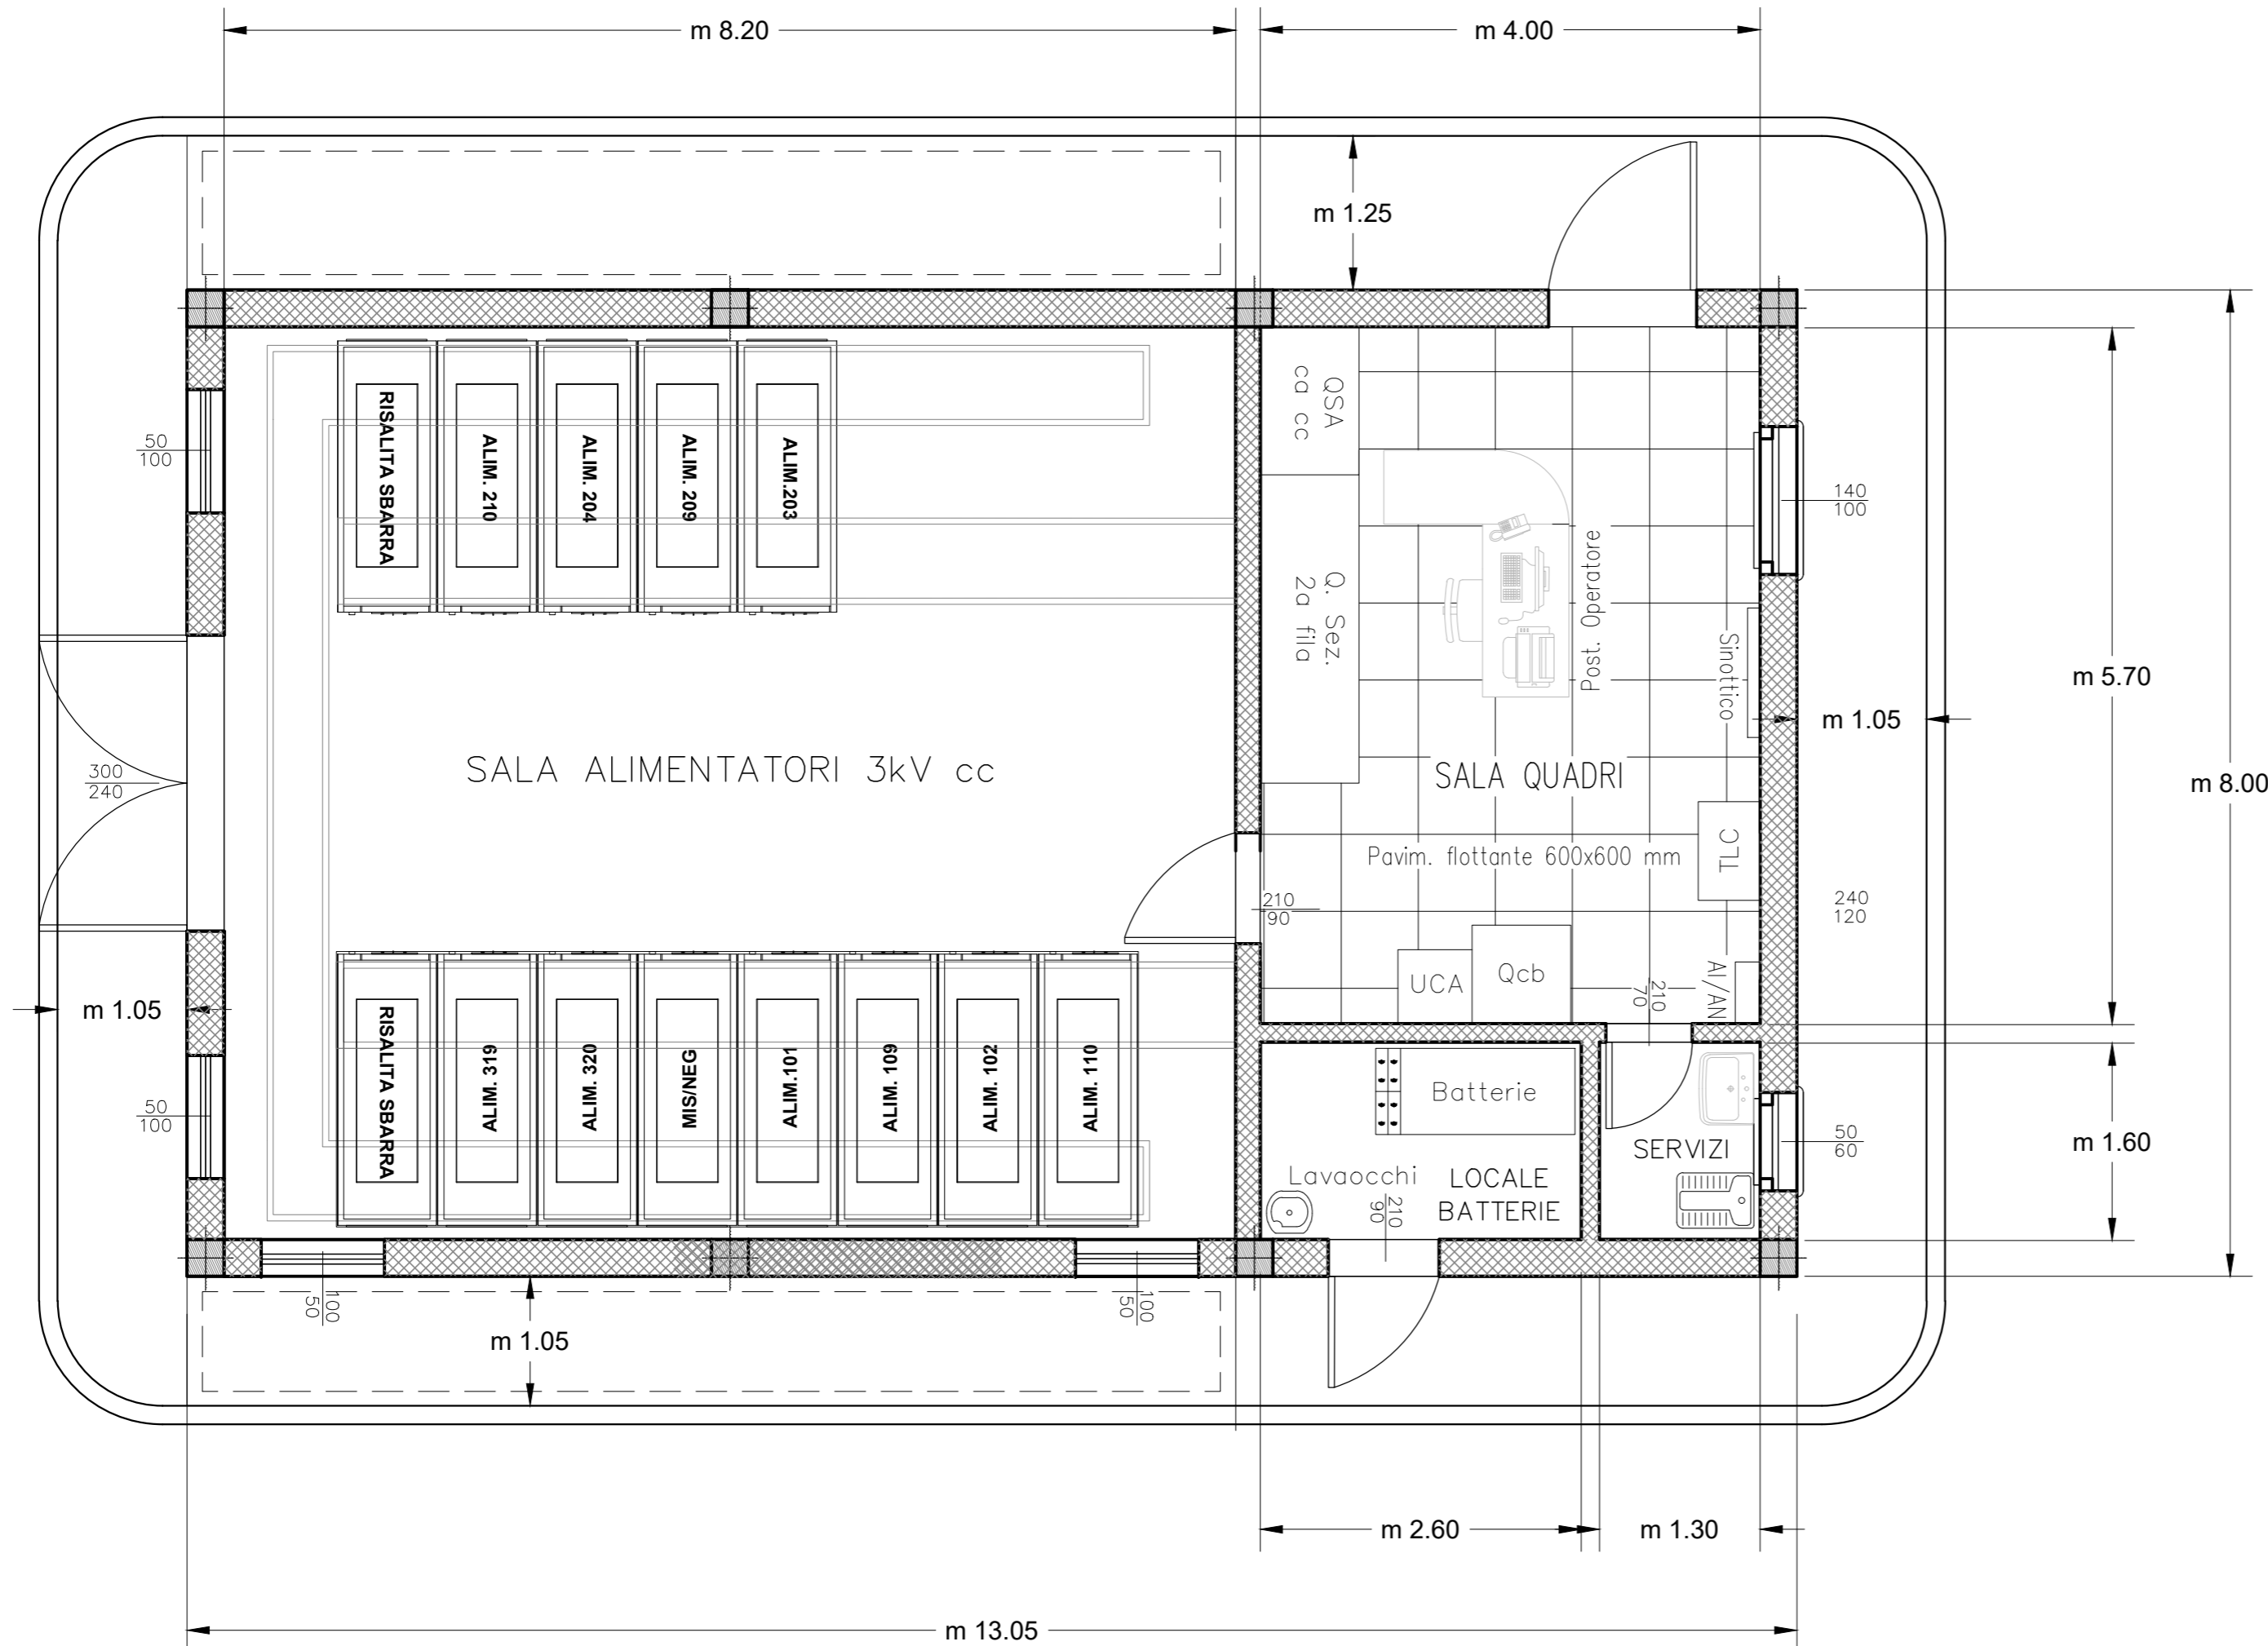 m 8.20
m 4.00
m 1.25
RISALITA SBARRA
ALIM. 210
ALIM. 204
ALIM. 209
ALIM.203
QSA
ca cc
50
100
140
100
Q. Sez.
2a fila
Post. Operatore
Sinottico
m 5.70
m 1.05
m 8.00
300
240
SALA ALIMENTATORI 3kV cc
SALA QUADRI
TLC
Pavim. flottante 600x600 mm
210
90
240
120
UCA
Qcb
210
70
AI/AN
m 1.05
RISALITA SBARRA
ALIM. 319
ALIM. 320
MIS/NEG
ALIM.101
ALIM. 109
ALIM. 102
ALIM. 110
50
100
Batterie
SERVIZI
50
60
m 1.60
Lavaocchi
LOCALE
BATTERIE
210
90
100
50
100
50
m 1.05
m 2.60
m 1.30
m 13.05